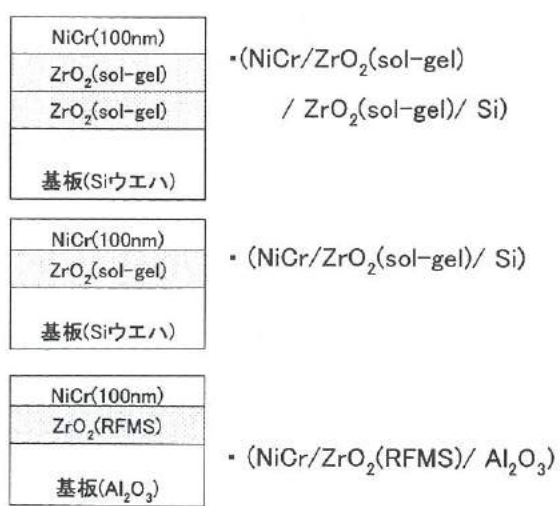 NiCr(100nm)
ZrO₂(sol-gel)
ZrO₂(sol-gel)
基板(Siウエハ)
・(NiCr/ZrO₂(sol-gel)
/ ZrO₂(sol-gel)/ Si)
NiCr(100nm)
ZrO₂(sol-gel)
基板(Siウエハ)
・(NiCr/ZrO₂(sol-gel)/ Si)
NiCr(100nm)
ZrO₂(RFMS)
基板(Al₂O₃)
・(NiCr/ZrO₂(RFMS)/ Al₂O₃)